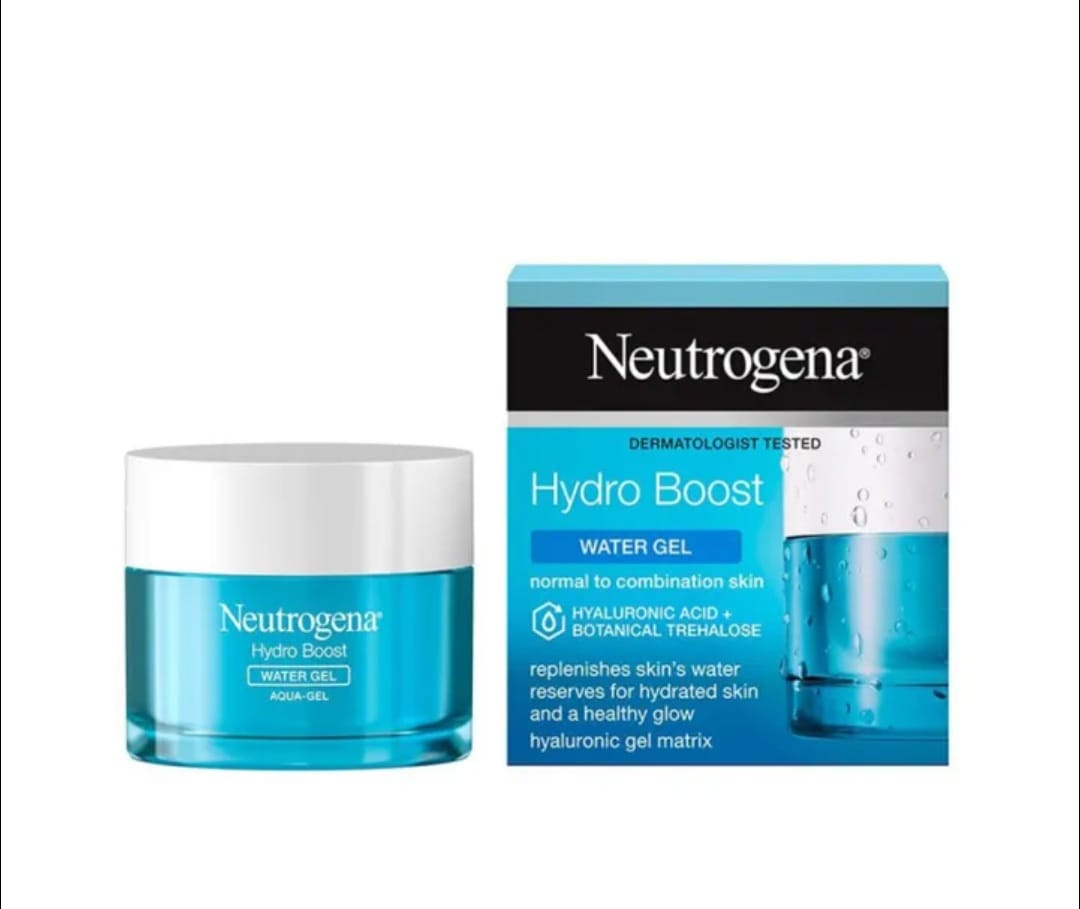 Neutrogena®
Hydro Boost
WATER GEL
AQUA-GEL
Neutrogena®
DERMATOLOGIST TESTED
Hydro Boost
WATER GEL
normal to combination skin
HYALURONIC ACID +
BOTANICAL TREHALOSE
replenishes skin's water
reserves for hydrated skin
and a healthy glow
hyaluronic gel matrix